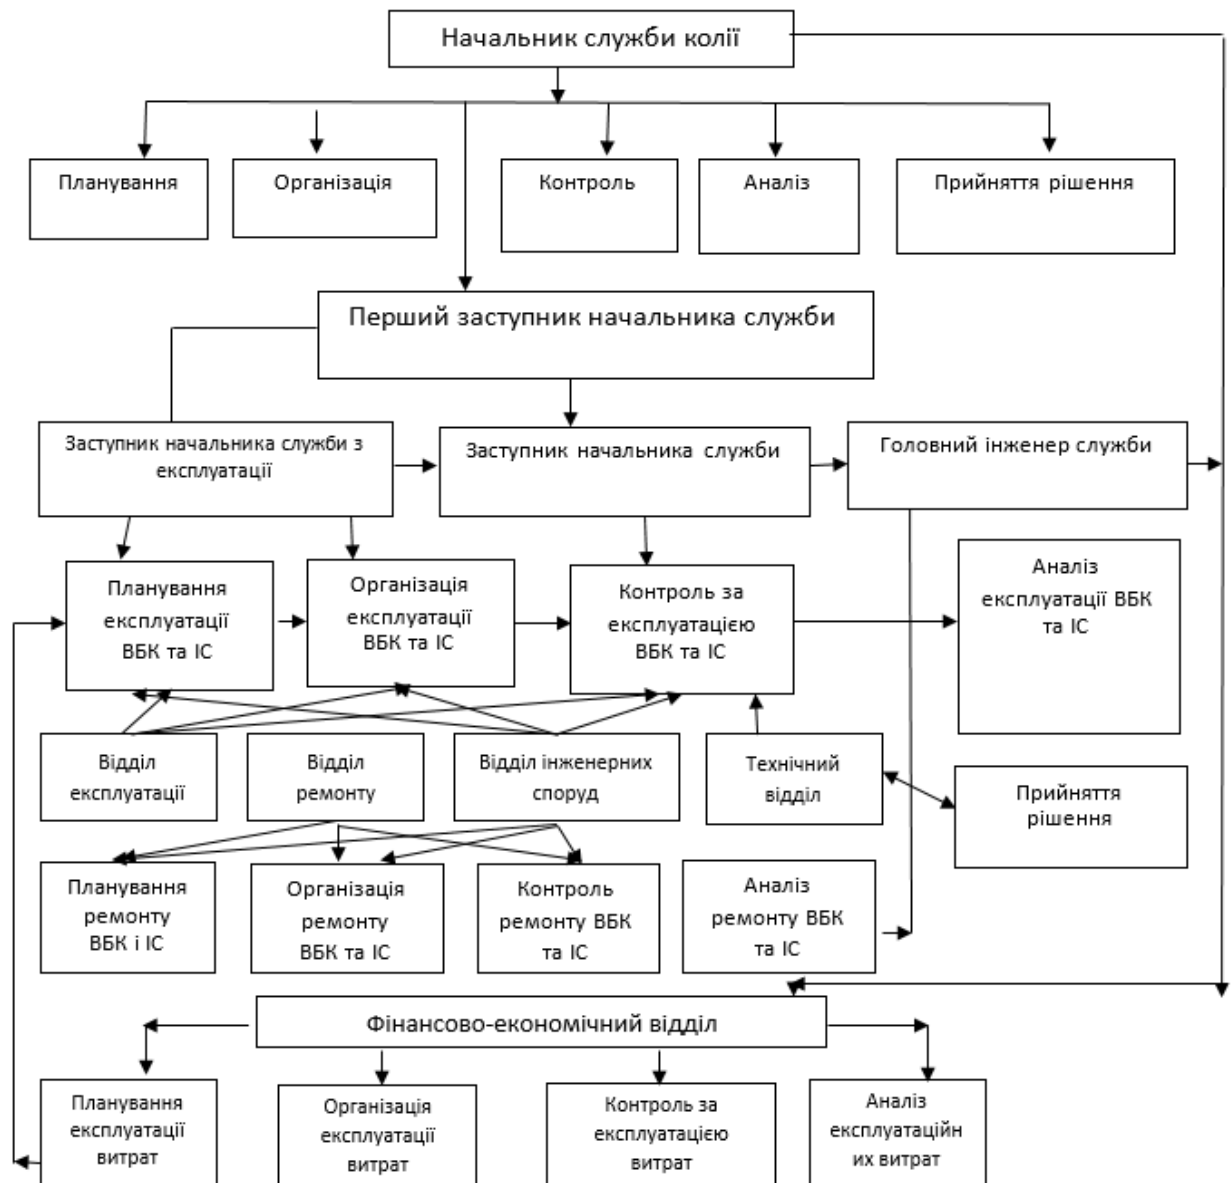 Начальник служби колії
Планування
Організація
Контроль
Аналіз
Прийняття рішення
Перший заступник начальника служби
Заступник начальника служби з
експлуатації
Заступник начальника служби
Головний інженер служби
Планування
експлуатації
ВБК та ІС
Організація
експлуатації
ВБК та ІС
Контроль за
експлуатацією
ВБК та ІС
Аналіз
експлуатації ВБК
та ІС
Відділ
експлуатації
Відділ
ремонту
Відділ інженерних
споруд
Технічний
відділ
Прийняття
рішення
Планування
ремонту
ВБК і ІС
Організація
ремонту
ВБК та ІС
Контроль
ремонту ВБК
та ІС
Аналіз
ремонту ВБК
та ІС
Фінансово-економічний відділ
Планування
експлуатації
витрат
Організація
експлуатації
витрат
Контроль за
експлуатацією
витрат
Аналіз
експлуатаційн
их витрат